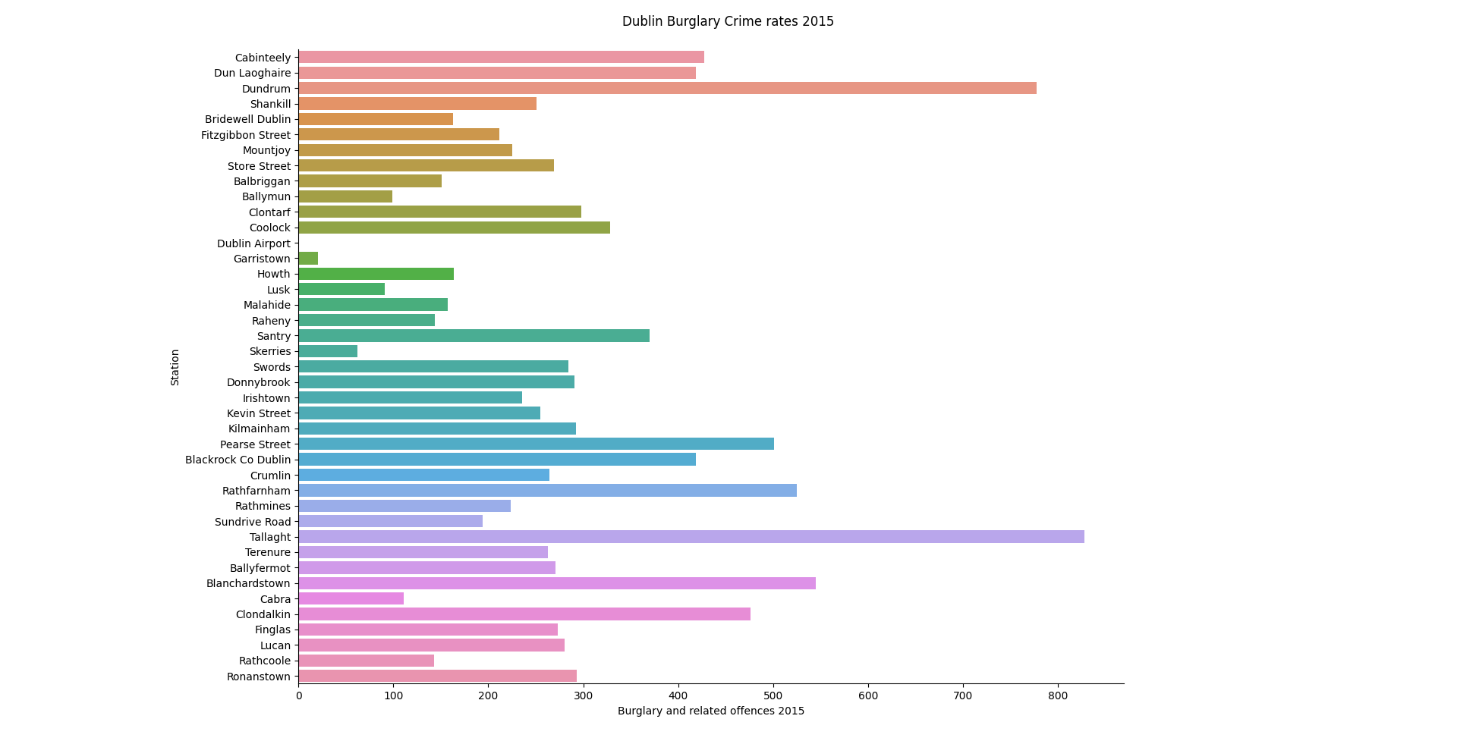 Dublin Burglary Crime rates 2015
Cabinteely
Dun Laoghaire
Dundrum
Shankill
Bridewell Dublin
Fitzgibbon Street
Mountjoy
Store Street
Balbriggan
Ballymun
Clontarf
Coolock
Dublin Airport
Garristown
Howth
Lusk
Malahide
Raheny
Santry
Skerries
Swords
Donnybrook
Irishtown
Kevin Street
Kilmainham
Pearse Street
Blackrock Co Dublin
Crumlin
Rathfarnham
Rathmines
Sundrive Road
Tallaght
Terenure
Ballyfermot
Blanchardstown
Cabra
Clondalkin
Finglas
Lucan
Rathcoole
Ronanstown
Station
0 100 200 300 400 500 600 700 800
Burglary and related offences 2015